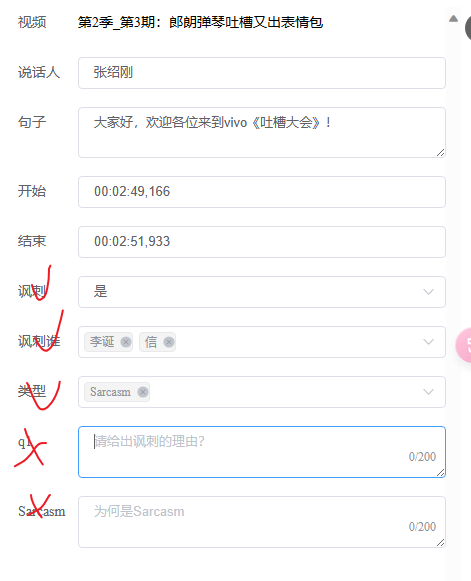 视频 第2季_第3期：郎朗弹琴吐槽又出表情包
说话人 张绍刚
句子 大家好，欢迎各位来到vivo《吐槽大会》！
开始 00:02:49,166
结束 00:02:51,933
讽刺 是
讽刺谁 李诞 信
类型 Sarcasm
q1 请给出讽刺的理由？
0/200
Sarcasm 为何是Sarcasm
0/200